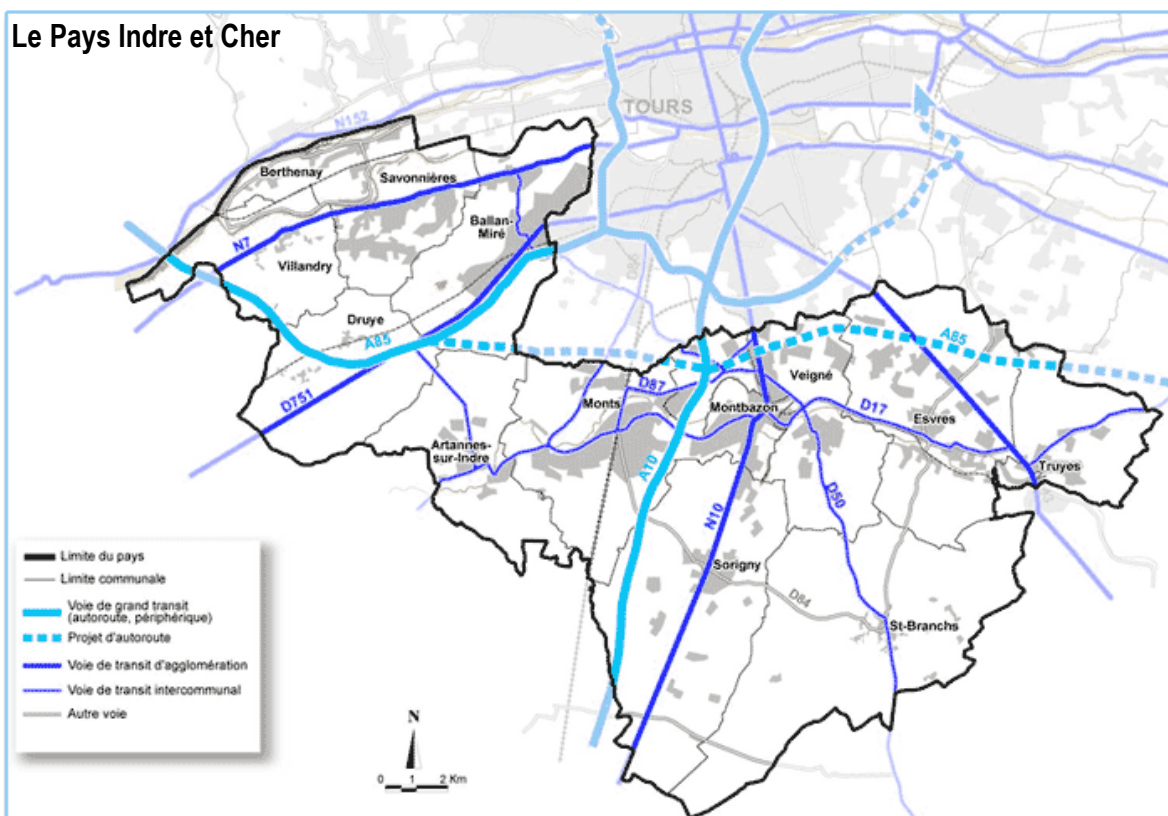 Le Pays Indre et Cher
TOURS
N152
Berthenay
Savonnières
Ballan-
Miré
N7
Villandry
Druye
A85
A85
D751
D87
Monts
Montbazon
Veigné
D17
Esvres
Truyes
Artannes-
sur-Indre
A10
N10
D50
Sorigny
D84
St-Branchs
Limite du pays
Limite communale
Voie de grand transit
(autoroute, périphérique)
Projet d'autoroute
Voie de transit d'agglomération
Voie de transit intercommunal
Autre voie
N
0 1 2 Km